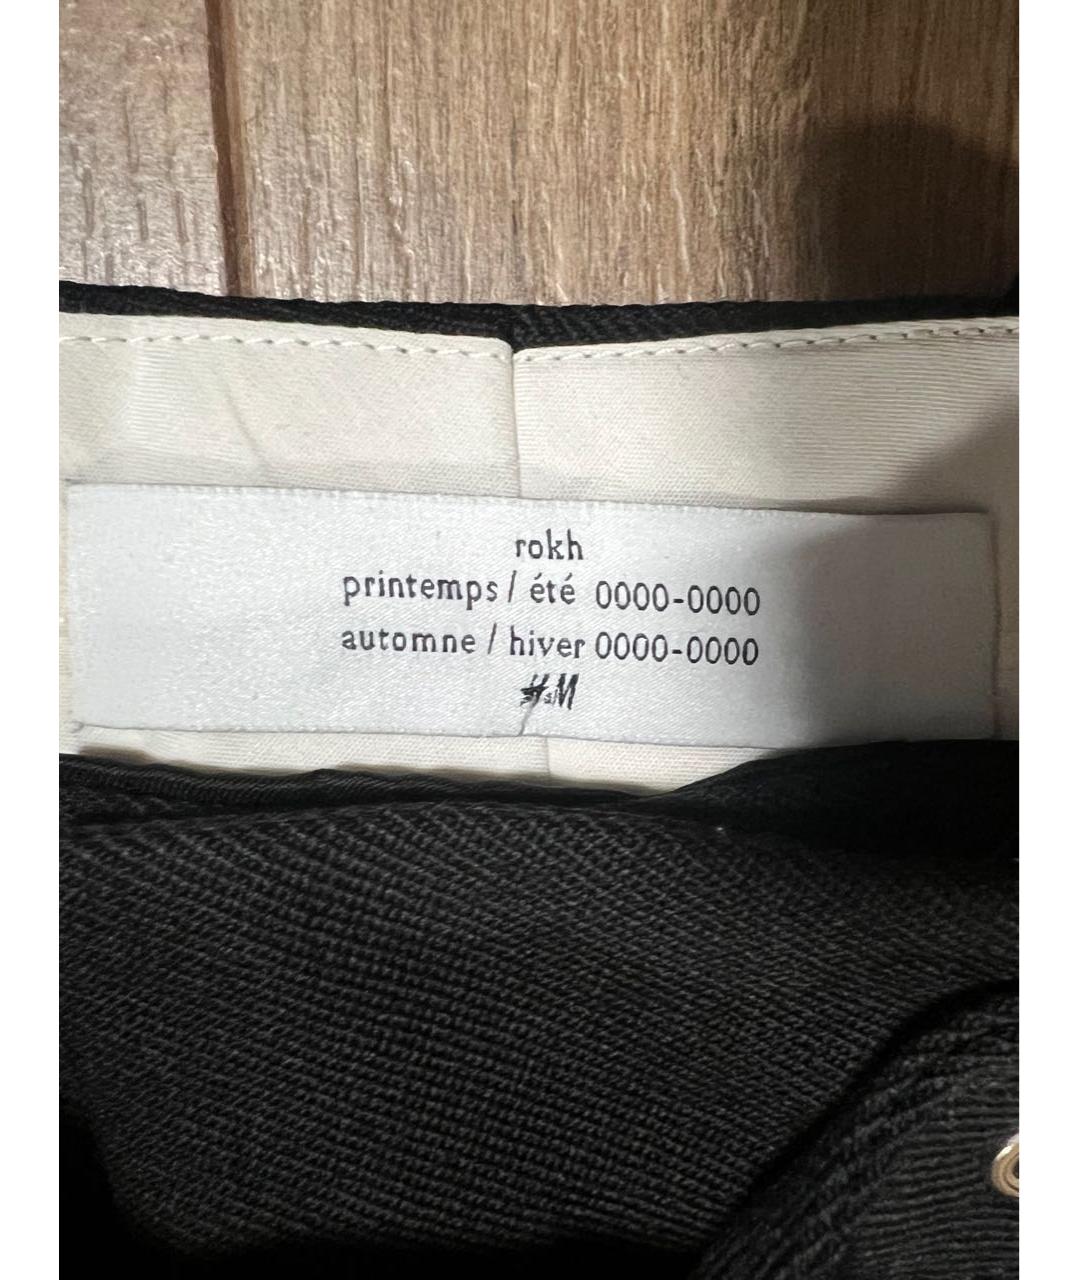 rokh
printemps / été 0000-0000
automne / hiver 0000-0000
H&M